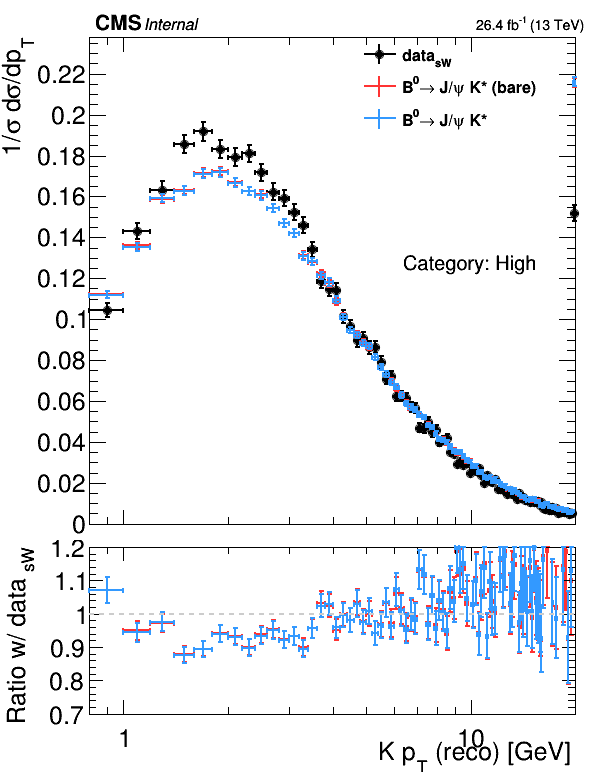 CMS Internal 26.4 fb⁻¹ (13 TeV)
1/σ dσ/dp_T
0.22
0.2
0.18
0.16
0.14
0.12
0.1
0.08
0.06
0.04
0.02
0
data_sW
B⁰→ J/ψ K* (bare)
B⁰→ J/ψ K*
Category: High
Ratio w/ data _sW
1.2
1.1
1
0.9
0.8
0.7
1 10
K p_T (reco) [GeV]